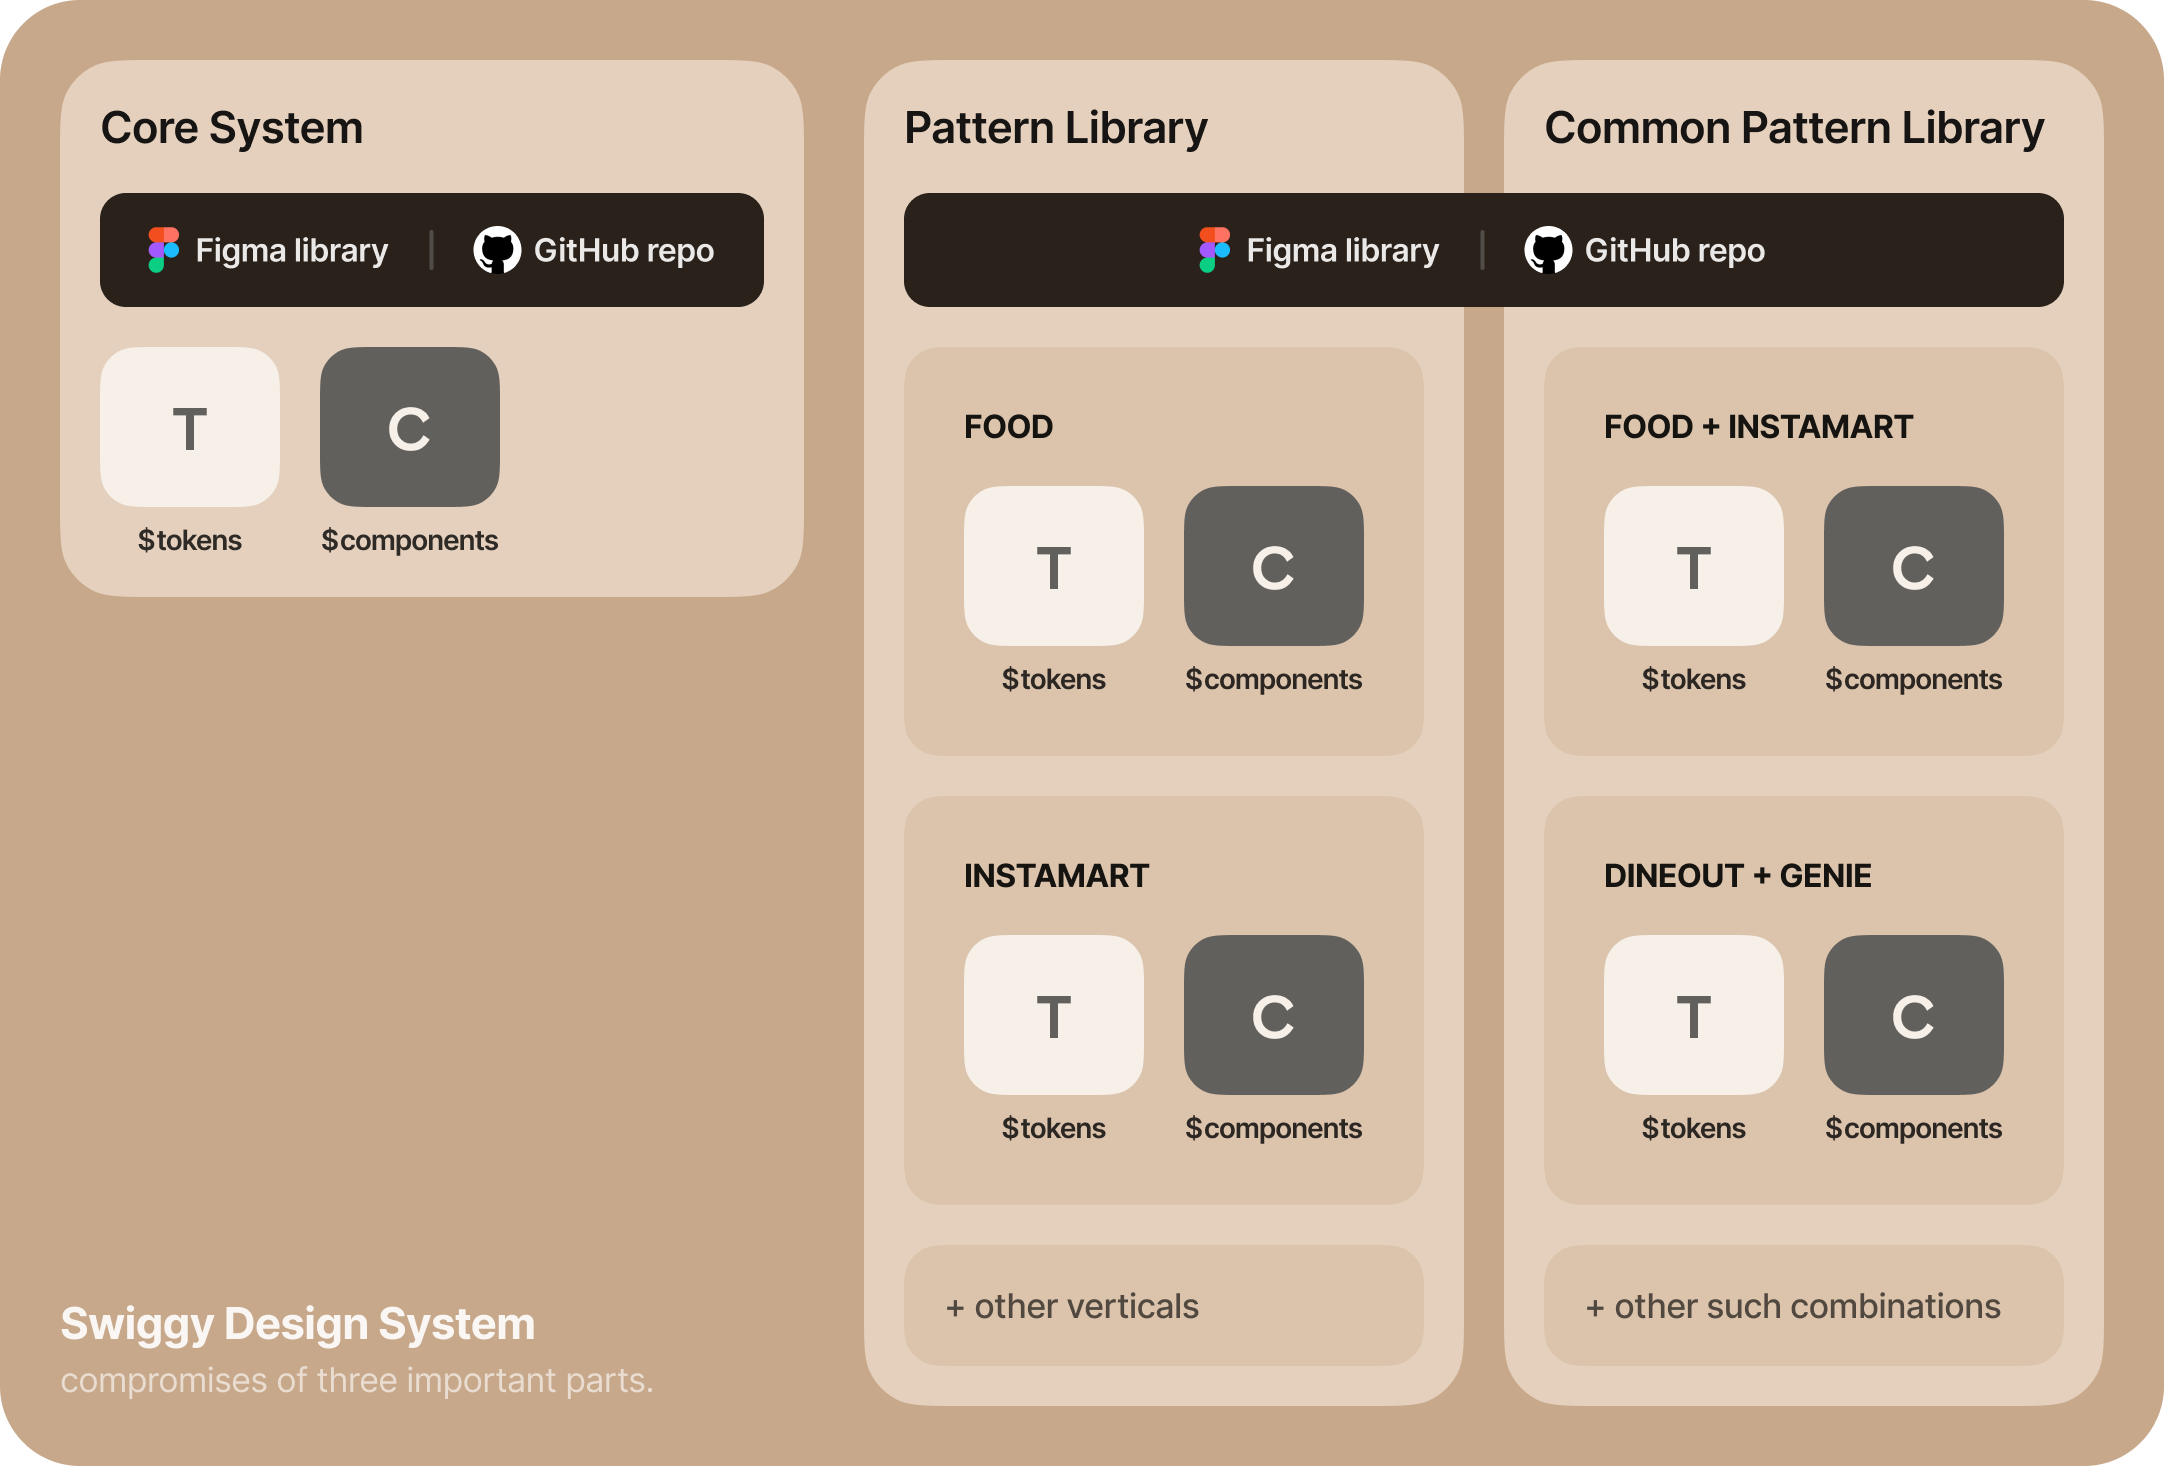 Core System
Figma library | GitHub repo
T C
$tokens $components
Swiggy Design System
compromises of three important parts.
Pattern Library
Common Pattern Library
Figma library | GitHub repo
FOOD
T C
$tokens $components
INSTAMART
T C
$tokens $components
+ other verticals
FOOD + INSTAMART
T C
$tokens $components
DINEOUT + GENIE
T C
$tokens $components
+ other such combinations